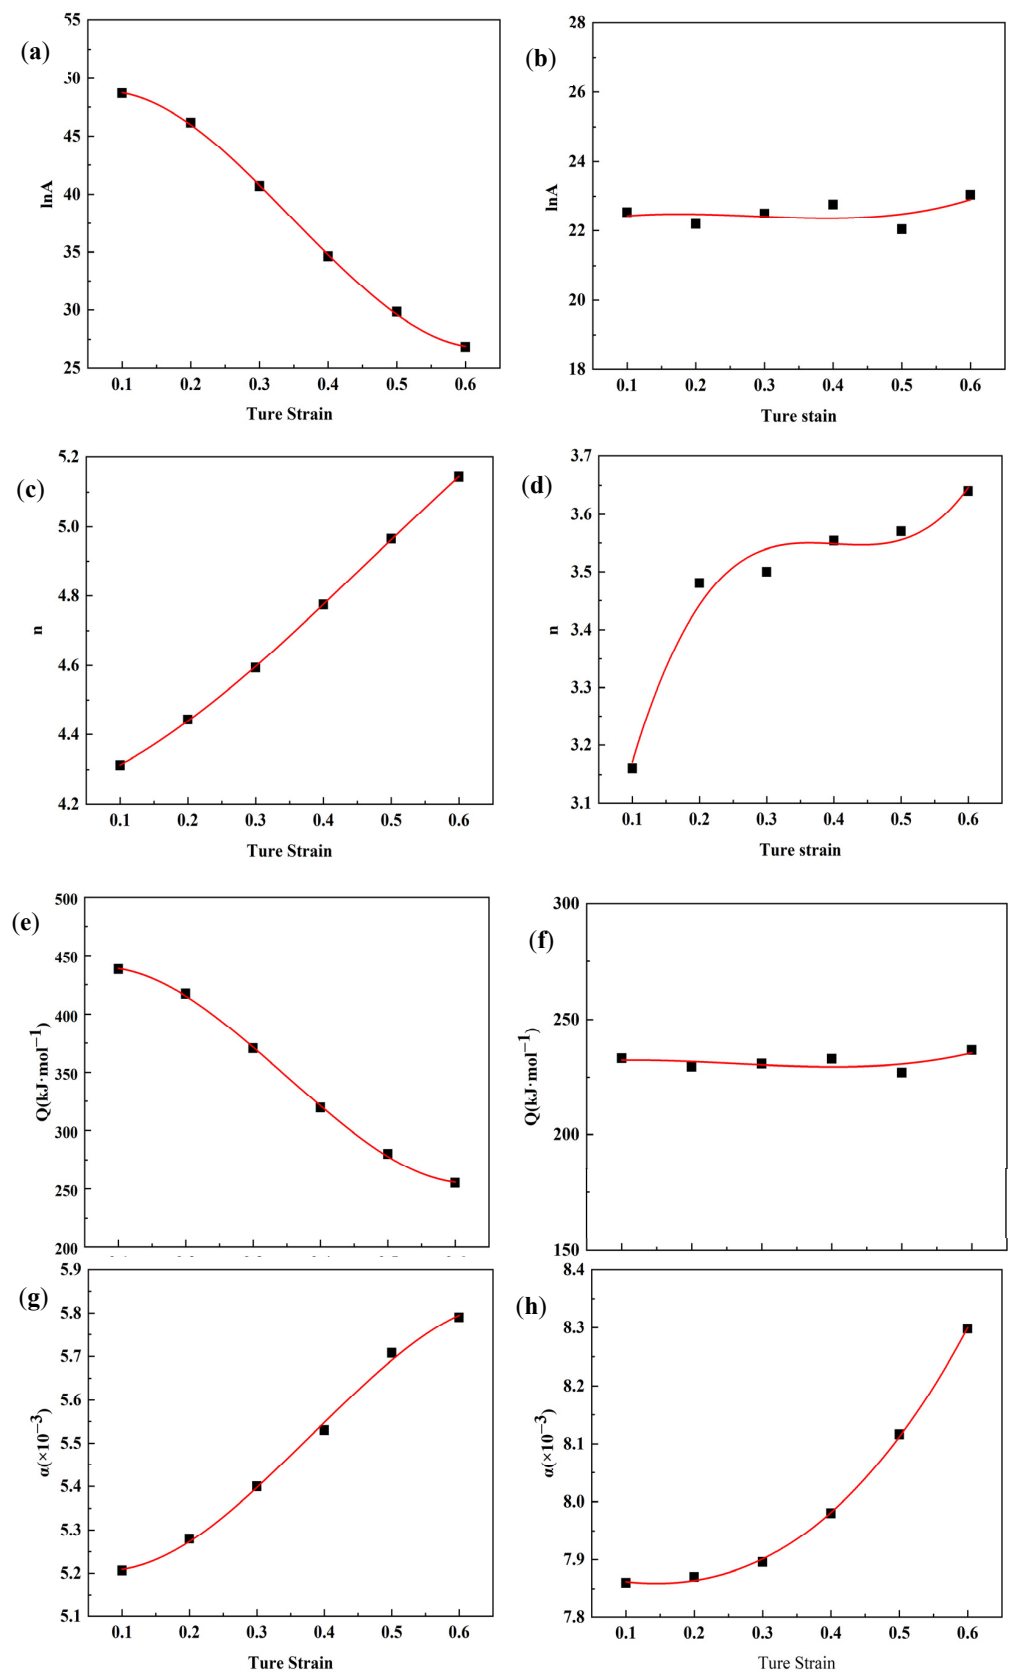 (a)
55
50
45
40
35
30
25
lnA
0.1 0.2 0.3 0.4 0.5 0.6
Ture Strain
(b)
28
26
24
22
20
18
lnA
0.1 0.2 0.3 0.4 0.5 0.6
Ture stain
(c)
5.2
5.0
4.8
4.6
4.4
4.2
n
0.1 0.2 0.3 0.4 0.5 0.6
Ture Strain
(d)
3.7
3.6
3.5
3.4
3.3
3.2
3.1
n
0.1 0.2 0.3 0.4 0.5 0.6
Ture strain
(e)
500
450
400
350
300
250
200
Q(kJ·mol⁻¹)
(f)
300
250
200
150
Q(kJ·mol⁻¹)
(g)
5.9
5.8
5.7
5.6
5.5
5.4
5.3
5.2
5.1
α(×10⁻³)
0.1 0.2 0.3 0.4 0.5 0.6
Ture Strain
(h)
8.4
8.3
8.2
8.1
8.0
7.9
7.8
α(×10⁻³)
0.1 0.2 0.3 0.4 0.5 0.6
Ture Strain